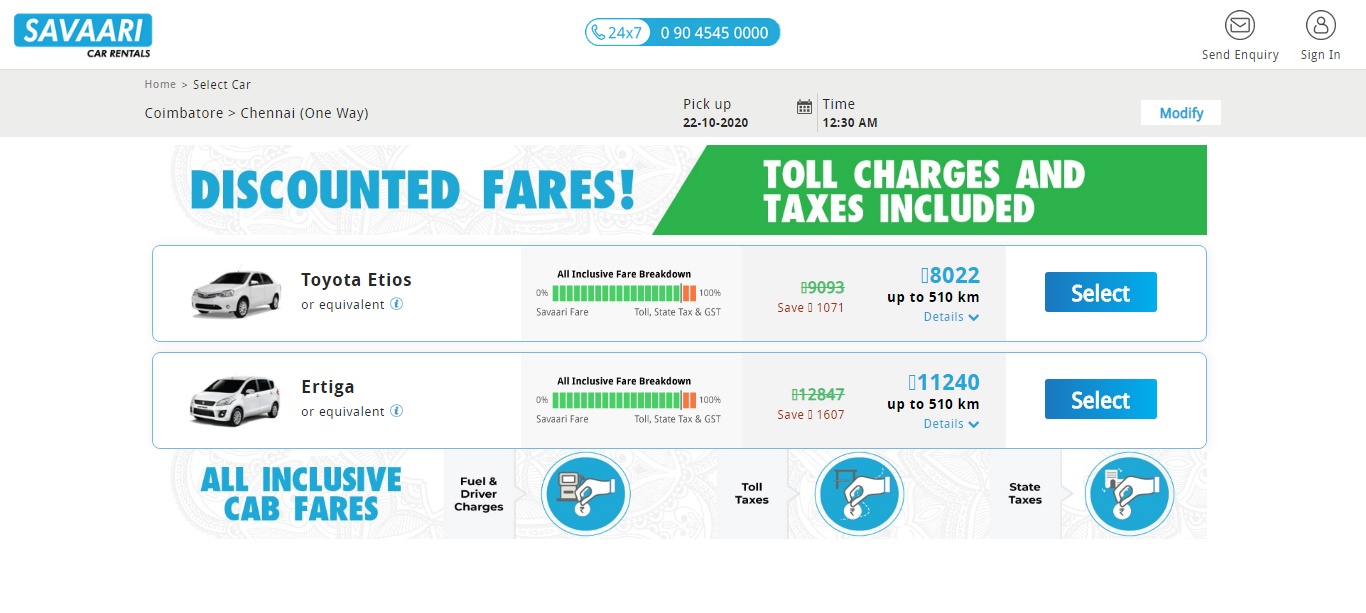 SAVAARI
CAR RENTALS
24x7 0 90 4545 0000
Send Enquiry
Sign In
Home > Select Car
Coimbatore > Chennai (One Way)
Pick up
22-10-2020
Time
12:30 AM
Modify
DISCOUNTED FARES!
TOLL CHARGES AND
TAXES INCLUDED
Toyota Etios
or equivalent i
All Inclusive Fare Breakdown
0% 100%
Savaari Fare Toll, State Tax & GST
9093
Save 1071
8022
up to 510 km
Details
Select
Ertiga
or equivalent i
All Inclusive Fare Breakdown
0% 100%
Savaari Fare Toll, State Tax & GST
12847
Save 1607
11240
up to 510 km
Details
Select
ALL INCLUSIVE
CAB FARES
Fuel &
Driver
Charges
₹
Toll
Taxes
₹
State
Taxes
₹